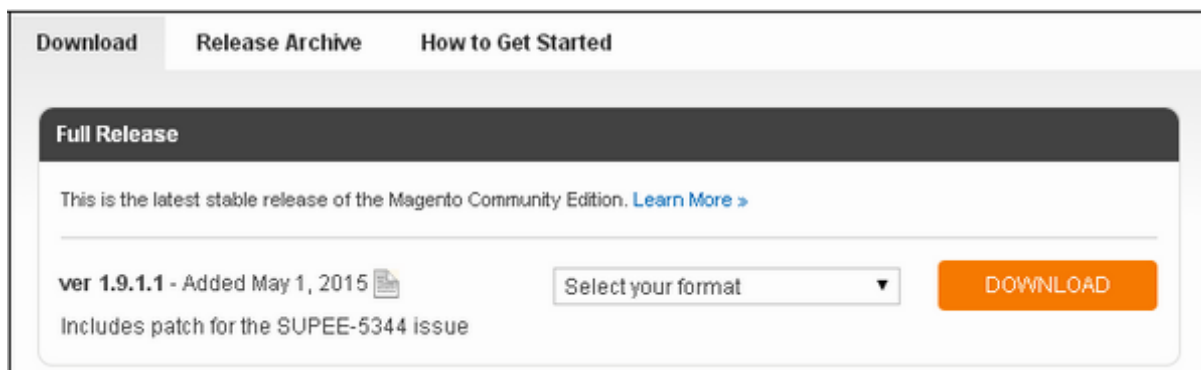 Download Release Archive How to Get Started
Full Release
This is the latest stable release of the Magento Community Edition. Learn More »
ver 1.9.1.1 - Added May 1, 2015 Select your format DOWNLOAD
Includes patch for the SUPEE-5344 issue